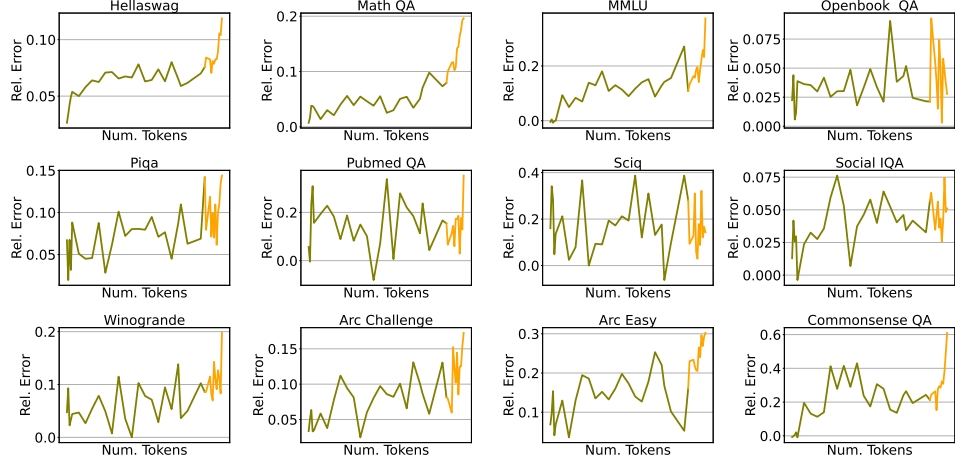 Hellaswag
Rel. Error
0.10
0.05
Num. Tokens
Math QA
Rel. Error
0.2
0.1
0.0
Num. Tokens
MMLU
Rel. Error
0.2
0.0
Num. Tokens
Openbook  QA
Rel. Error
0.075
0.050
0.025
0.000
Num. Tokens
Piqa
Rel. Error
0.15
0.10
0.05
Num. Tokens
Pubmed QA
Rel. Error
0.2
0.0
Num. Tokens
Sciq
Rel. Error
0.4
0.2
0.0
Num. Tokens
Social IQA
Rel. Error
0.075
0.050
0.025
0.000
Num. Tokens
Winogrande
Rel. Error
0.2
0.1
0.0
Num. Tokens
Arc Challenge
Rel. Error
0.15
0.10
0.05
Num. Tokens
Arc Easy
Rel. Error
0.3
0.2
0.1
Num. Tokens
Commonsense QA
Rel. Error
0.6
0.4
0.2
0.0
Num. Tokens